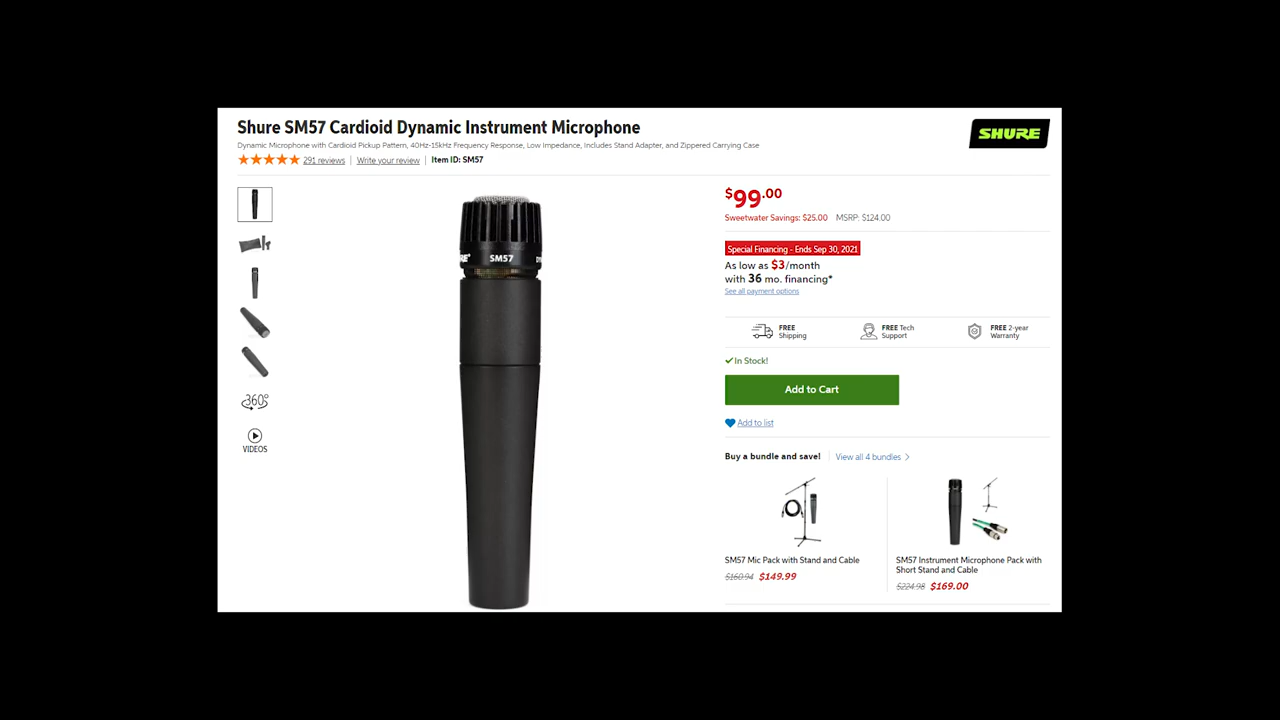 Shure SM57 Cardioid Dynamic Instrument Microphone
Dynamic Microphone with Cardioid Pickup Pattern, 40Hz-15kHz Frequency Response, Low Impedance, Includes Stand Adapter, and Zippered Carrying Case
291 reviews | Write your review | Item ID: SM57
SHURE
$99.00
Sweetwater Savings: $25.00 MSRP: $124.00
Special Financing - Ends Sep 30, 2021
As low as $3/month
with 36 mo. financing*
See all payment options
FREE
Shipping
FREE Tech
Support
FREE 2-year
Warranty
In Stock!
Add to Cart
Add to list
Buy a bundle and save! | View all 4 bundles >
SM57 Mic Pack with Stand and Cable
$160.94 $149.99
SM57 Instrument Microphone Pack with
Short Stand and Cable
$224.98 $169.00
RE® SM57 D
360°
VIDEOS